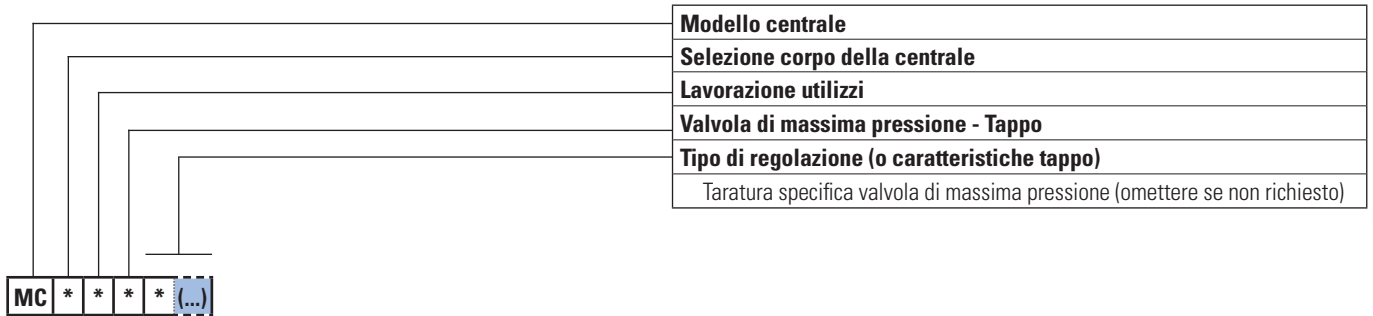 Modello centrale
Selezione corpo della centrale
Lavorazione utilizzi
Valvola di massima pressione - Tappo
Tipo di regolazione (o caratteristiche tappo)
Taratura specifica valvola di massima pressione (omettere se non richiesto)
MC * * * * (...)